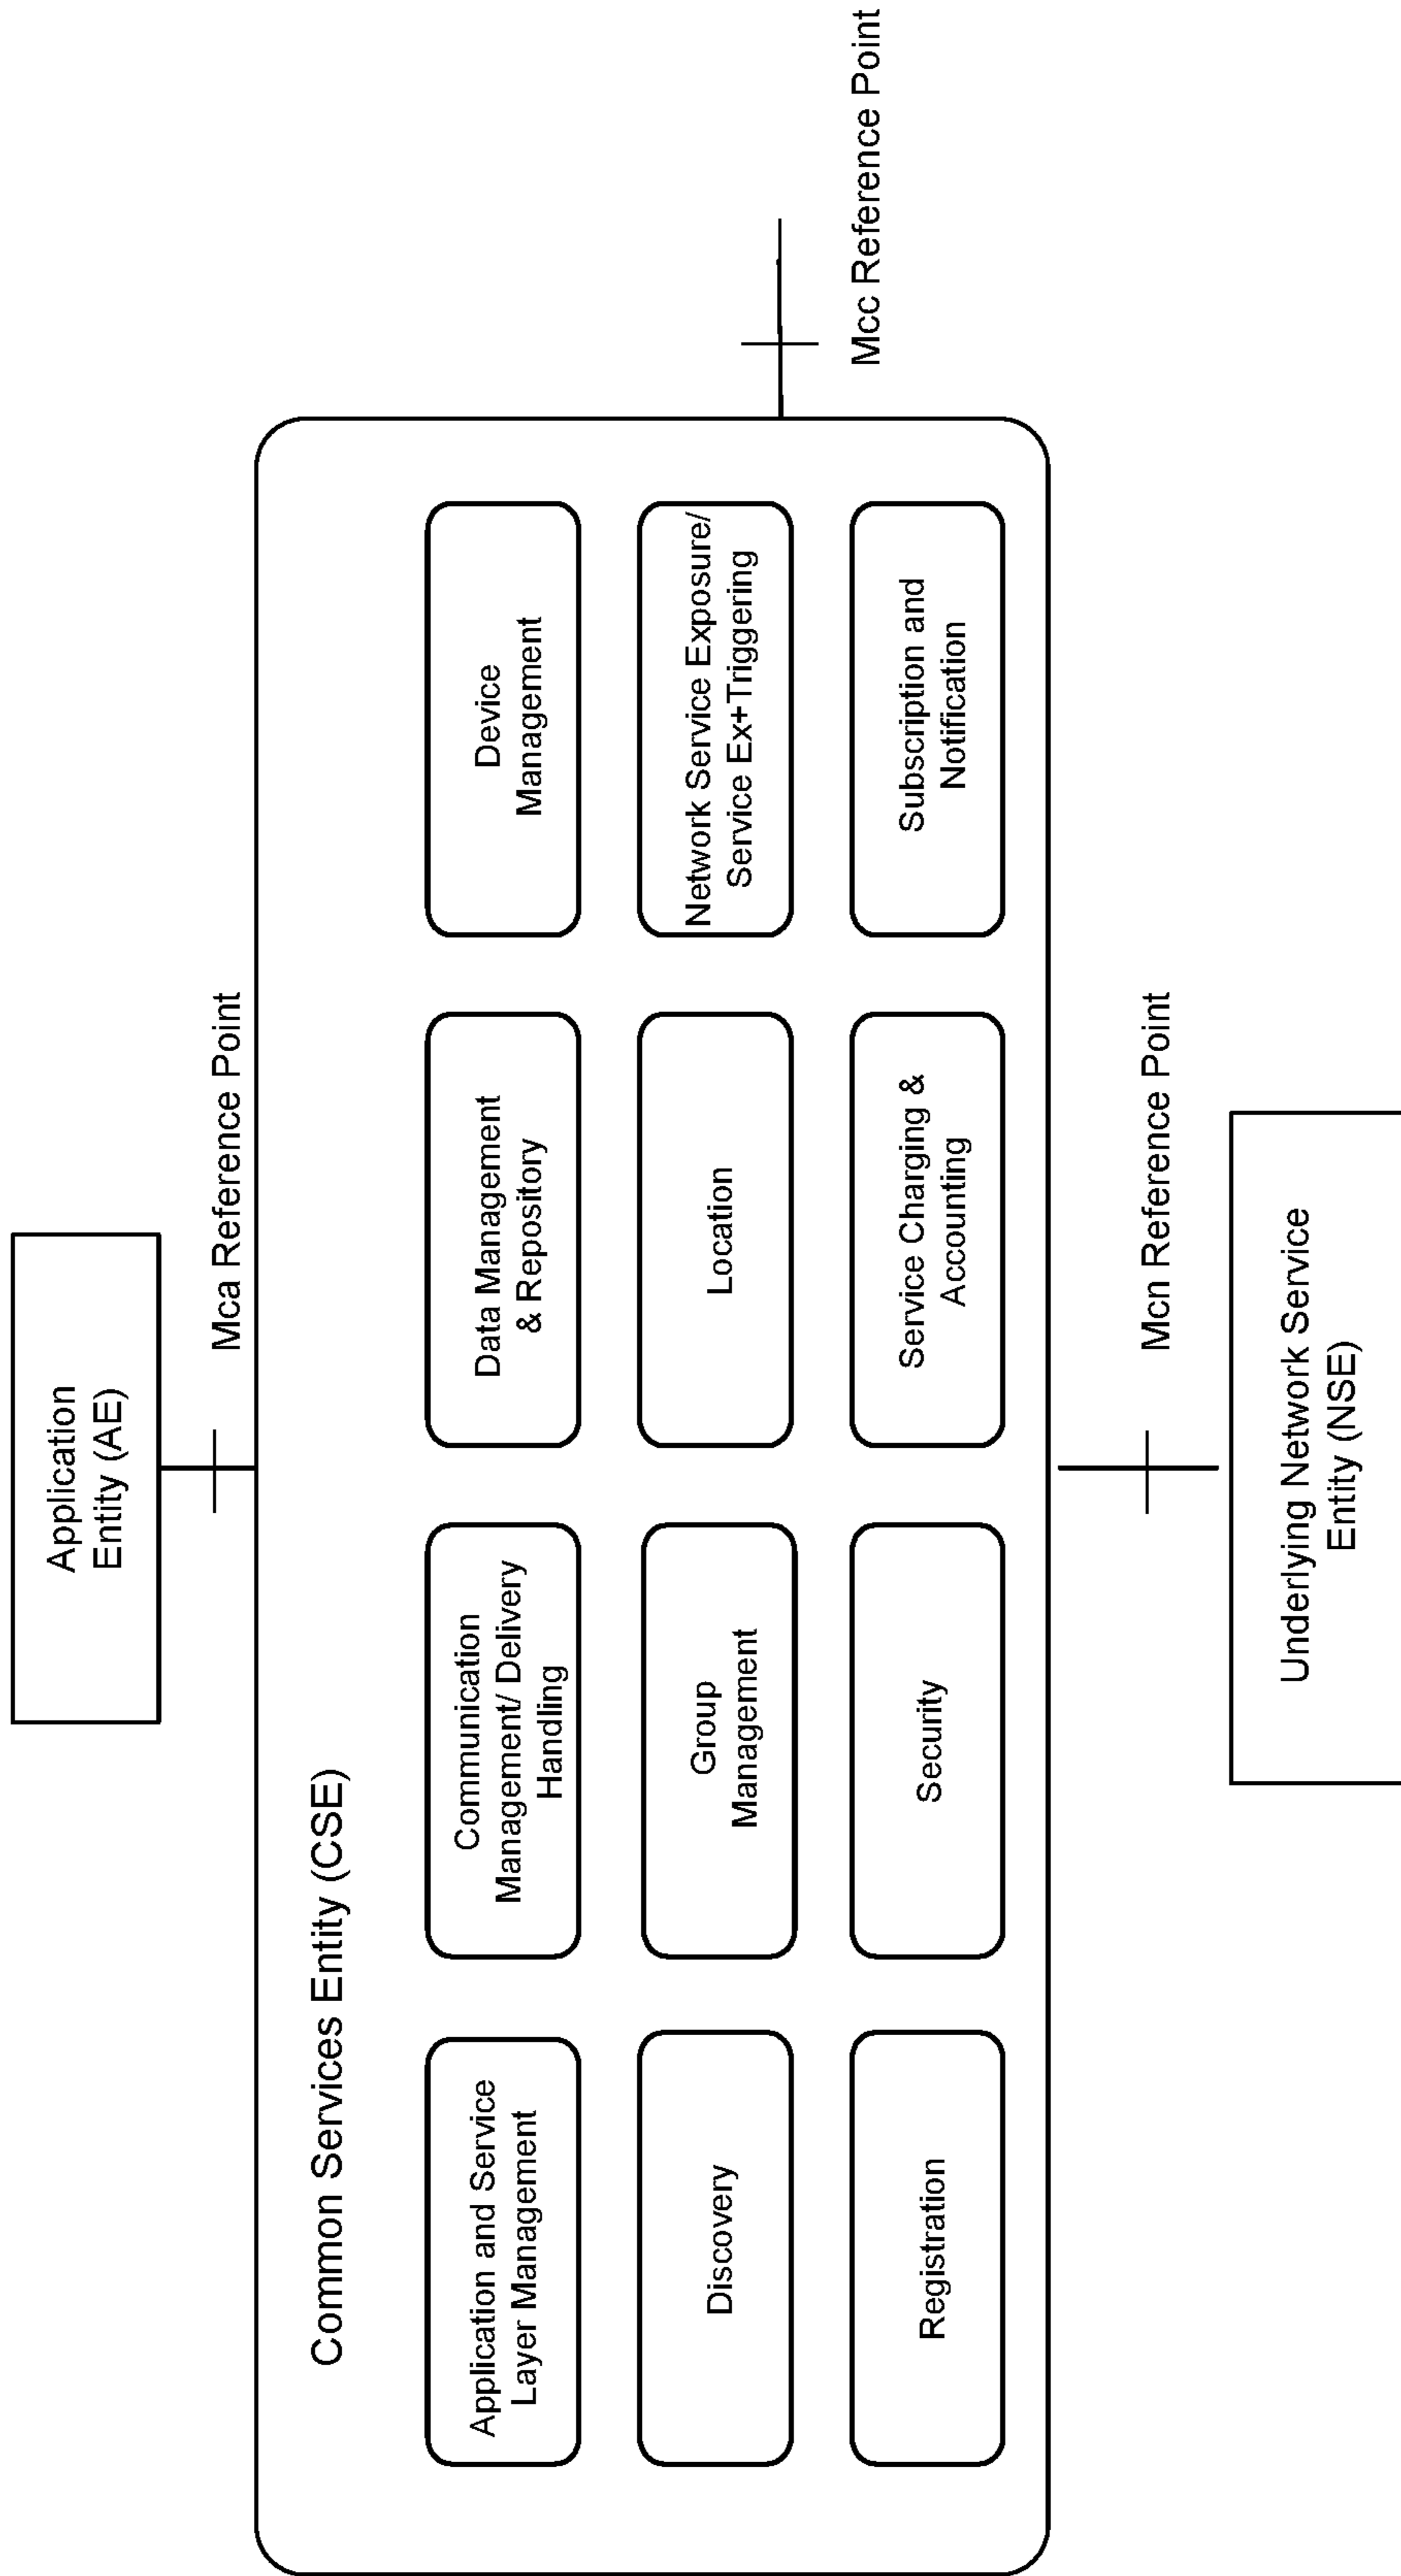 Application
Entity (AE)
Mca Reference Point
Common Services Entity (CSE)
Application and Service
Layer Management
Communication
Management/ Delivery
Handling
Data Management
& Repository
Device
Management
Discovery
Group
Management
Location
Network Service Exposure/
Service Ex+Triggering
Registration
Security
Service Charging &
Accounting
Subscription and
Notification
Mcc Reference Point
Mcn Reference Point
Underlying Network Service
Entity (NSE)